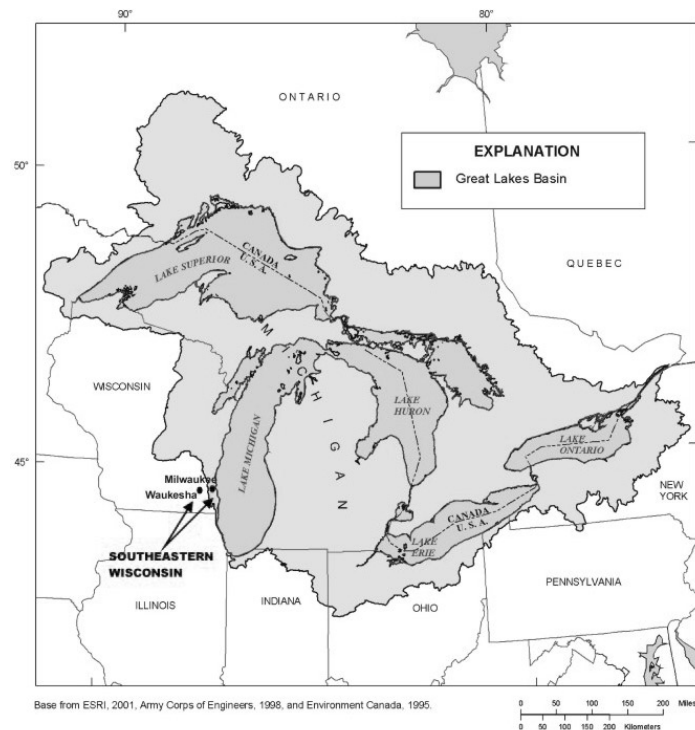 90°
80°
ONTARIO
50°
EXPLANATION
Great Lakes Basin
QUEBEC
CANADA
U. S. A.
LAKE SUPERIOR
MICHIGAN
WISCONSIN
LAKE
HURON
LAKE MICHIGAN
LAKE
ONTARIO
45°
Milwaukee
Waukesha
NEW
YORK
CANADA
U. S. A.
LAKE
ERIE
SOUTHEASTERN
WISCONSIN
PENNSYLVANIA
ILLINOIS
INDIANA
OHIO
Base from ESRI, 2001, Army Corps of Engineers, 1998, and Environment Canada, 1995.
0 50 100 150 200 Miles
0 50 100 150 200 Kilometers